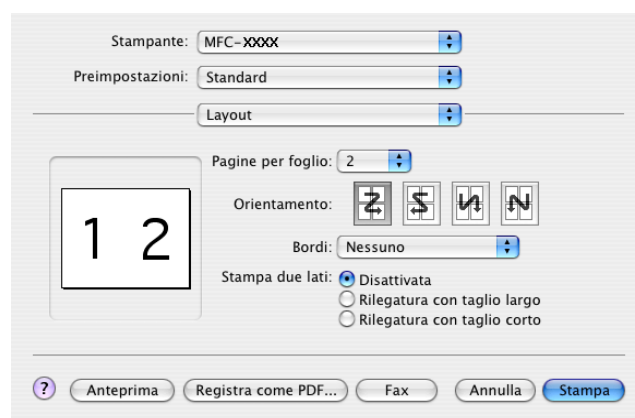 Stampante: MFC-XXXX
Preimpostazioni: Standard
Layout
Pagine per foglio: 2
Orientamento:
1 2
Bordi: Nessuno
Stampa due lati: Disattivata
Rilegatura con taglio largo
Rilegatura con taglio corto
? Anteprima Registra come PDF... Fax Annulla Stampa